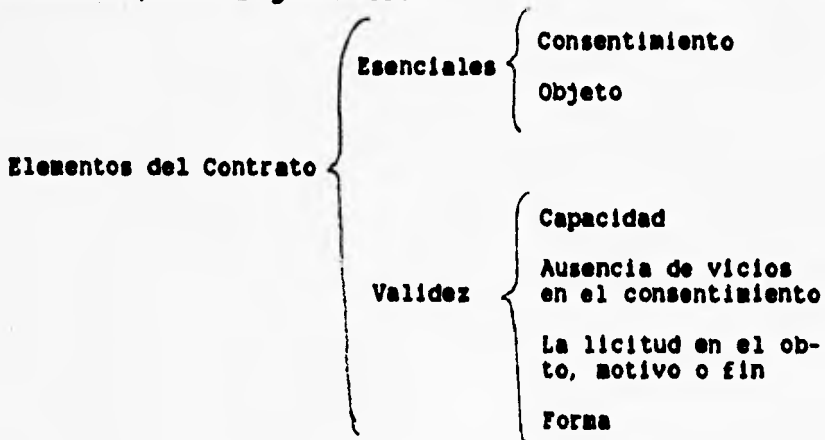 Esenciales
Consentimiento
Objeto
Elementos del Contrato
Validez
Capacidad
Ausencia de vicios
en el consentimiento
La licitud en el ob-
to, motivo o fin
Forma